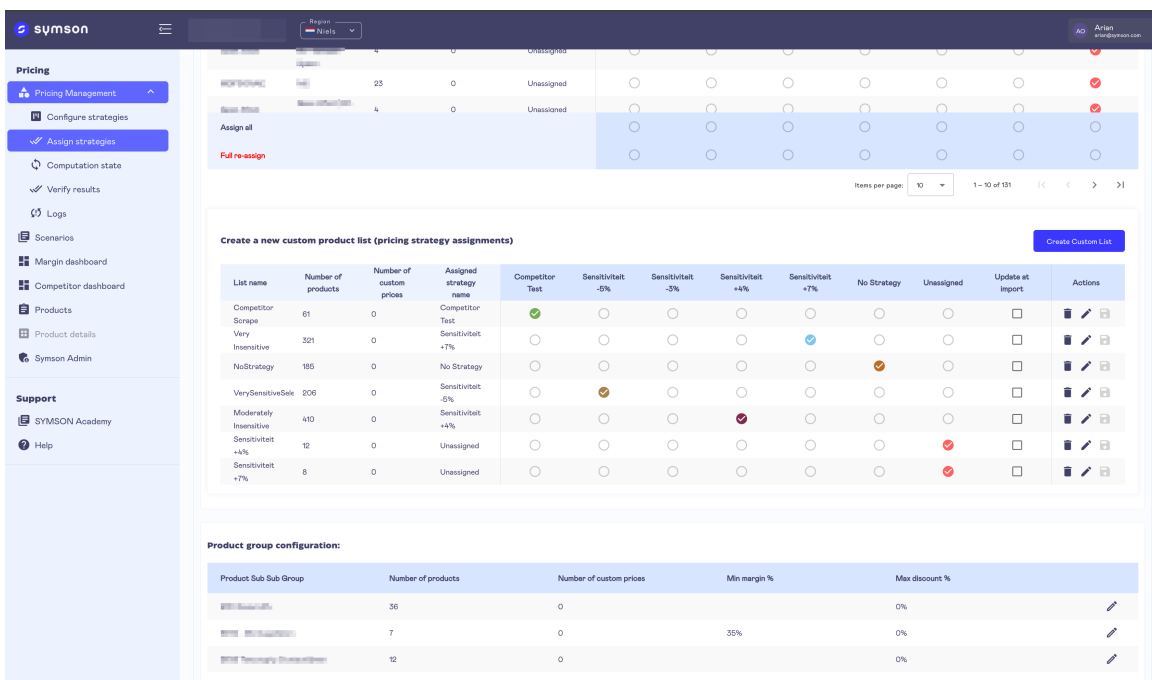 symson
Region
Niels
AO
Arian
arian@symson.com
Pricing
Pricing Management
Configure strategies
Assign strategies
Computation state
Verify results
Logs
Scenarios
Margin dashboard
Competitor dashboard
Products
Product details
Symson Admin
Support
SYMSON Academy
Help
4 0 Unassigned
23 0 Unassigned
4 0 Unassigned
Assign all
Full re-assign
Items per page: 10 1 – 10 of 131
Create a new custom product list (pricing strategy assignments)
Create Custom List
List name
Number of
products
Number of
custom
prices
Assigned
strategy
name
Competitor
Test
Sensitiviteit
-5%
Sensitiviteit
-3%
Sensitiviteit
+4%
Sensitiviteit
+7%
No Strategy
Unassigned
Update at
import
Actions
Competitor
Scrape
61 0
Competitor
Test
Very
Insensitive
321 0
Sensitiviteit
+7%
NoStrategy 185 0 No Strategy
VerySensitiveSele 206 0
Sensitiviteit
-5%
Moderately
Insensitive
410 0
Sensitiviteit
+4%
Sensitiviteit
+4%
12 0 Unassigned
Sensitiviteit
+7%
8 0 Unassigned
Product group configuration:
Product Sub Sub Group Number of products Number of custom prices Min margin % Max discount %
36 0 0%
7 0 35% 0%
12 0 0%